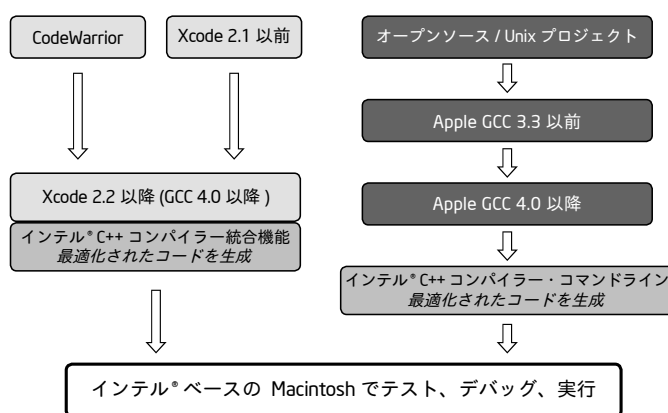 CodeWarrior
Xcode 2.1 以前
Xcode 2.2 以降 (GCC 4.0 以降 )
インテル® C++ コンパイラー統合機能
最適化されたコードを生成
オープンソース / Unix プロジェクト
Apple GCC 3.3 以前
Apple GCC 4.0 以降
インテル® C++ コンパイラー・コマンドライン
最適化されたコードを生成
インテル® ベースの Macintosh でテスト、デバッグ、実行